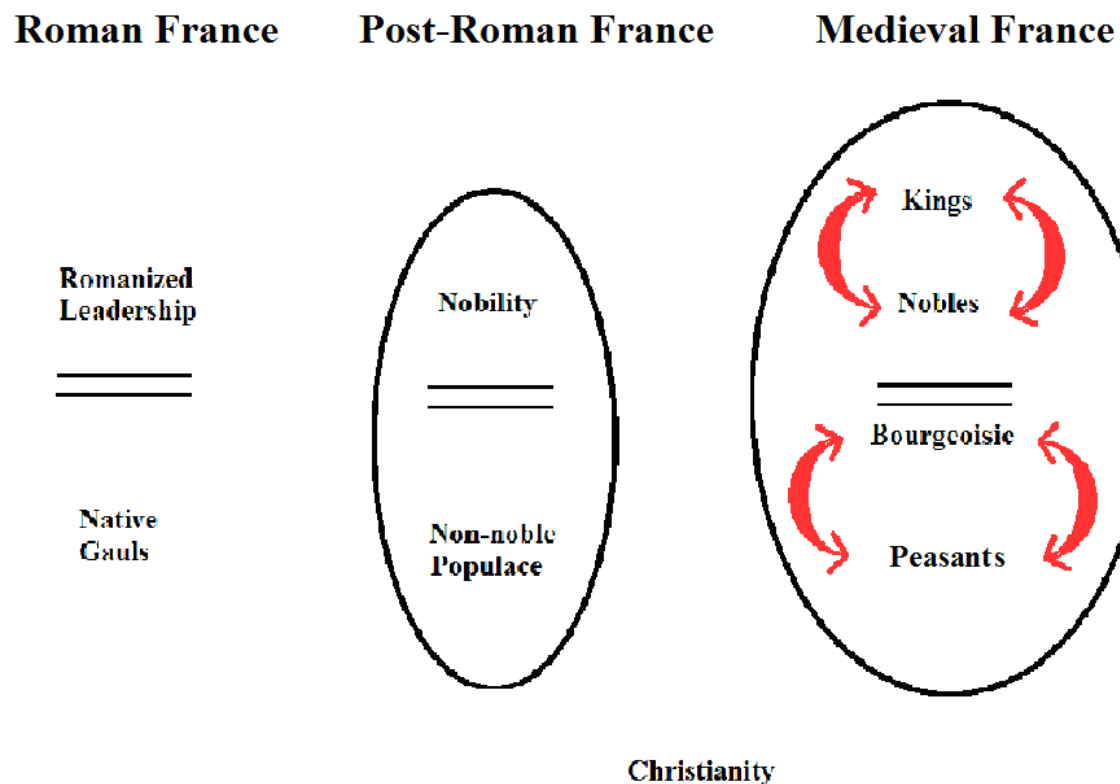 Roman France
Post-Roman France
Medieval France
Romanized
Leadership
Native
Gauls
Nobility
Non-noble
Populace
Kings
Nobles
Bourgeoisie
Peasants
Christianity